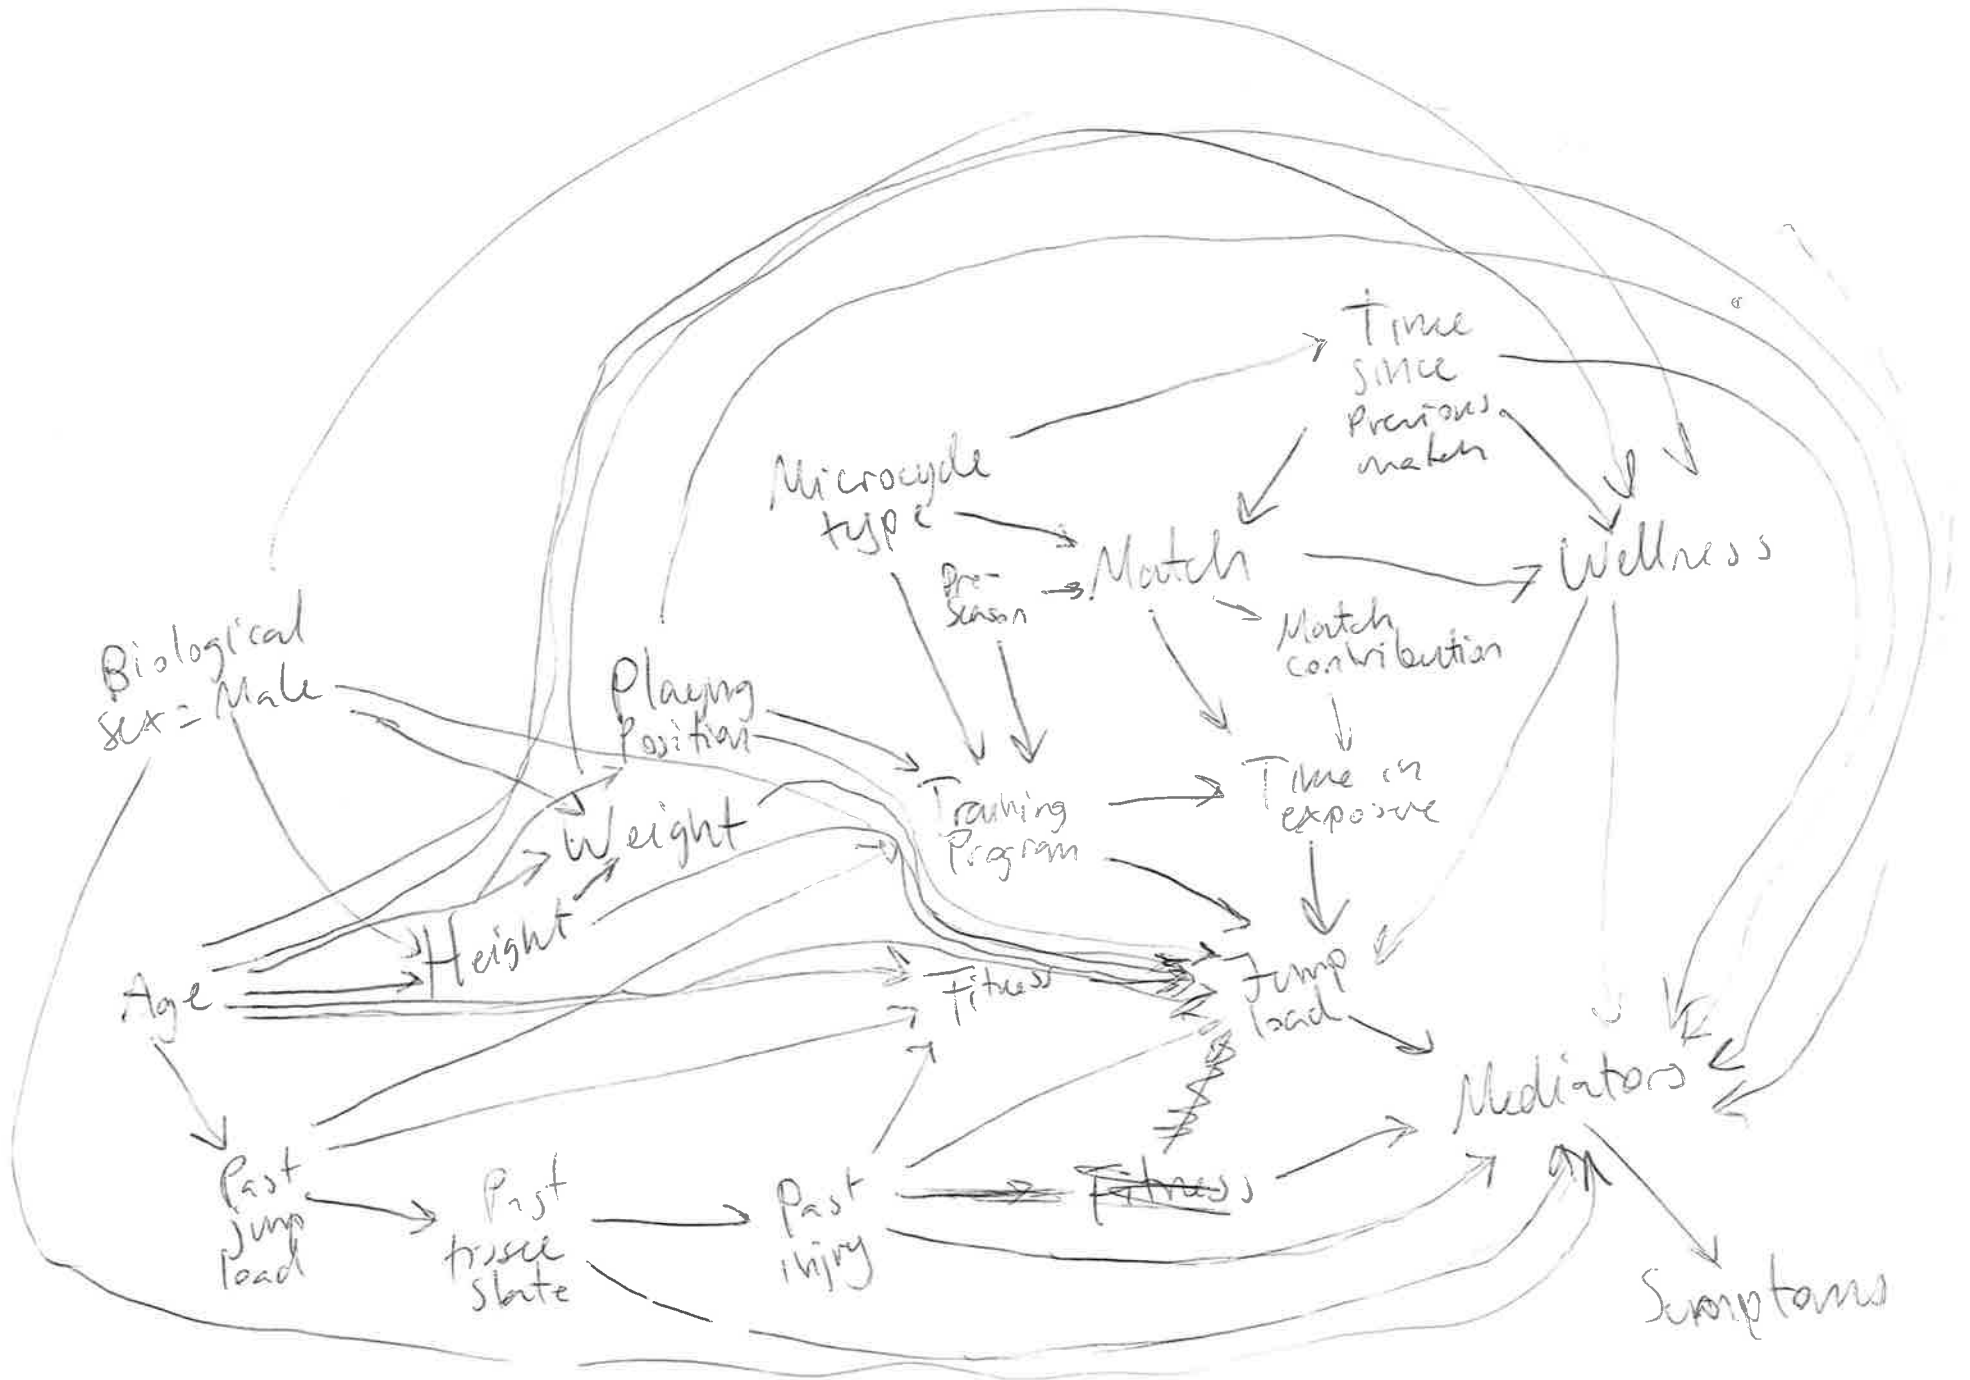 Time
since
Previous
match
Microcycle
type
Match
Wellness
Pre-
Season
Match
contribution
Biological
sex = Male
Playing
Position
Time in
exposure
Training
Program
Weight
Height
Age
Fitness
Jump
load
Mediators
Past
jump
load
Past
tissue
state
Past
injury
Fitness
Symptoms